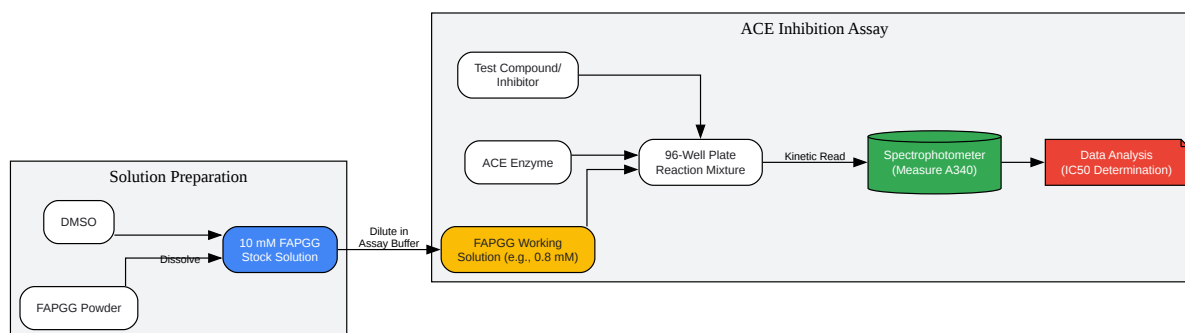 Solution Preparation
DMSO
FAPGG Powder
Dissolve
10 mM FAPGG
Stock Solution
Dilute in
Assay Buffer
ACE Inhibition Assay
Test Compound/
Inhibitor
ACE Enzyme
FAPGG Working
Solution (e.g., 0.8 mM)
96-Well Plate
Reaction Mixture
Kinetic Read
Spectrophotometer
(Measure A340)
Data Analysis
(IC50 Determination)